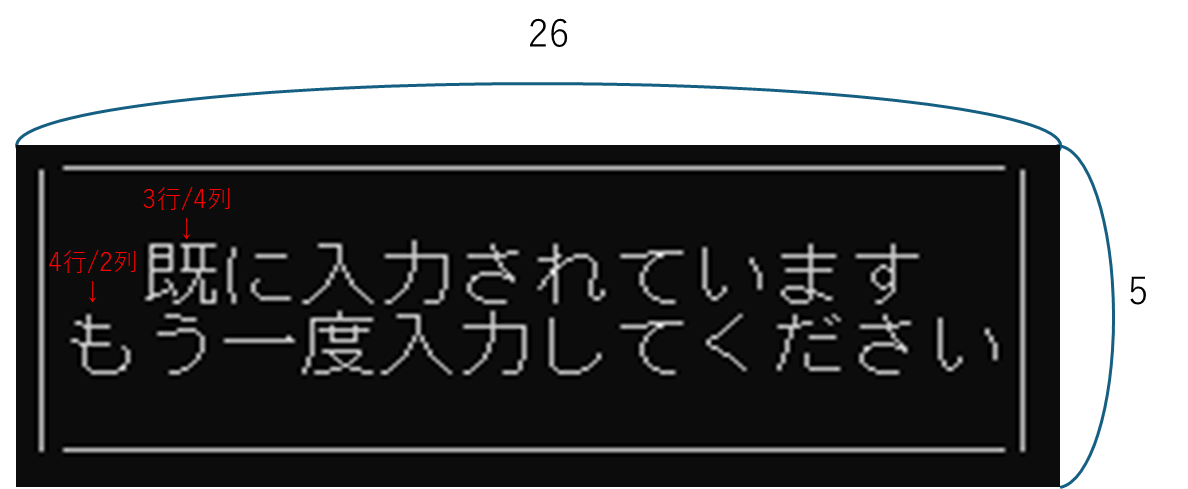 26
3行/4列
↓
4行/2列
↓
既に入力されています
もう一度入力してください
5